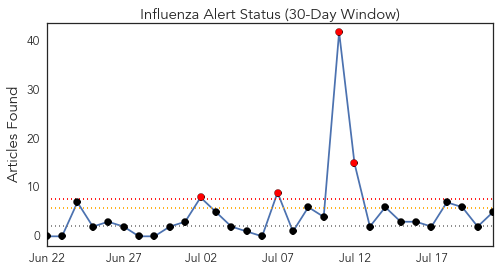 Influenza Alert Status (30-Day Window)
Articles Found
40
30
20
10
0
Jun 22 Jun 27 Jul 02 Jul 07 Jul 12 Jul 17